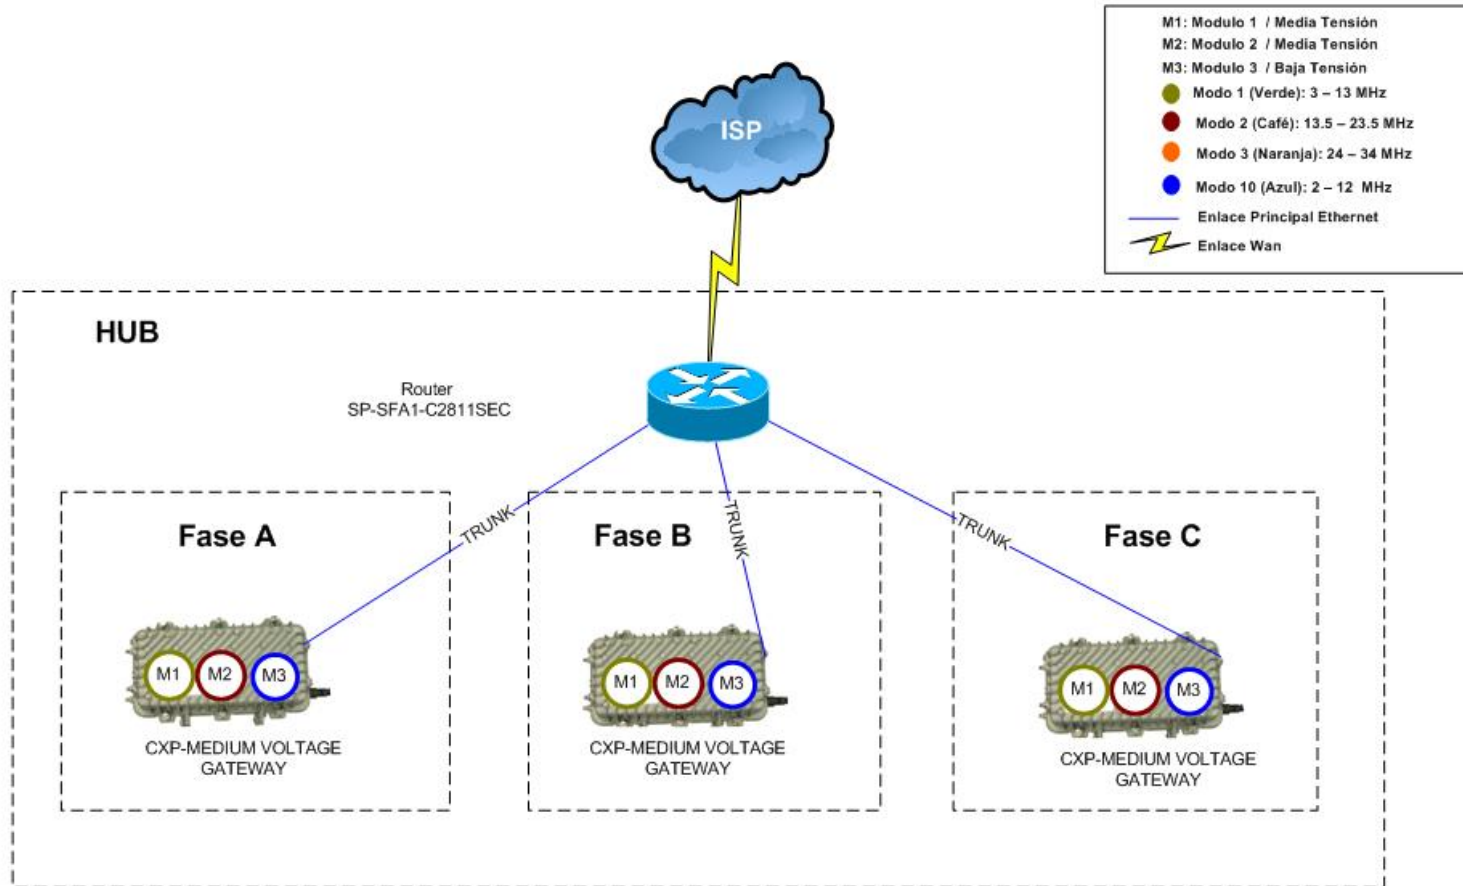 M1: Modulo 1 / Media Tensión
M2: Modulo 2 / Media Tensión
M3: Modulo 3 / Baja Tensión
Modo 1 (Verde): 3 – 13 MHz
Modo 2 (Café): 13.5 – 23.5 MHz
Modo 3 (Naranja): 24 – 34 MHz
Modo 10 (Azul): 2 – 12 MHz
Enlace Principal Ethernet
Enlace Wan
ISP
HUB
Router
SP-SFA1-C2811SEC
TRUNK
TRUNK
TRUNK
Fase A
M1 M2 M3
CXP-MEDIUM VOLTAGE
GATEWAY
Fase B
M1 M2 M3
CXP-MEDIUM VOLTAGE
GATEWAY
Fase C
M1 M2 M3
CXP-MEDIUM VOLTAGE
GATEWAY